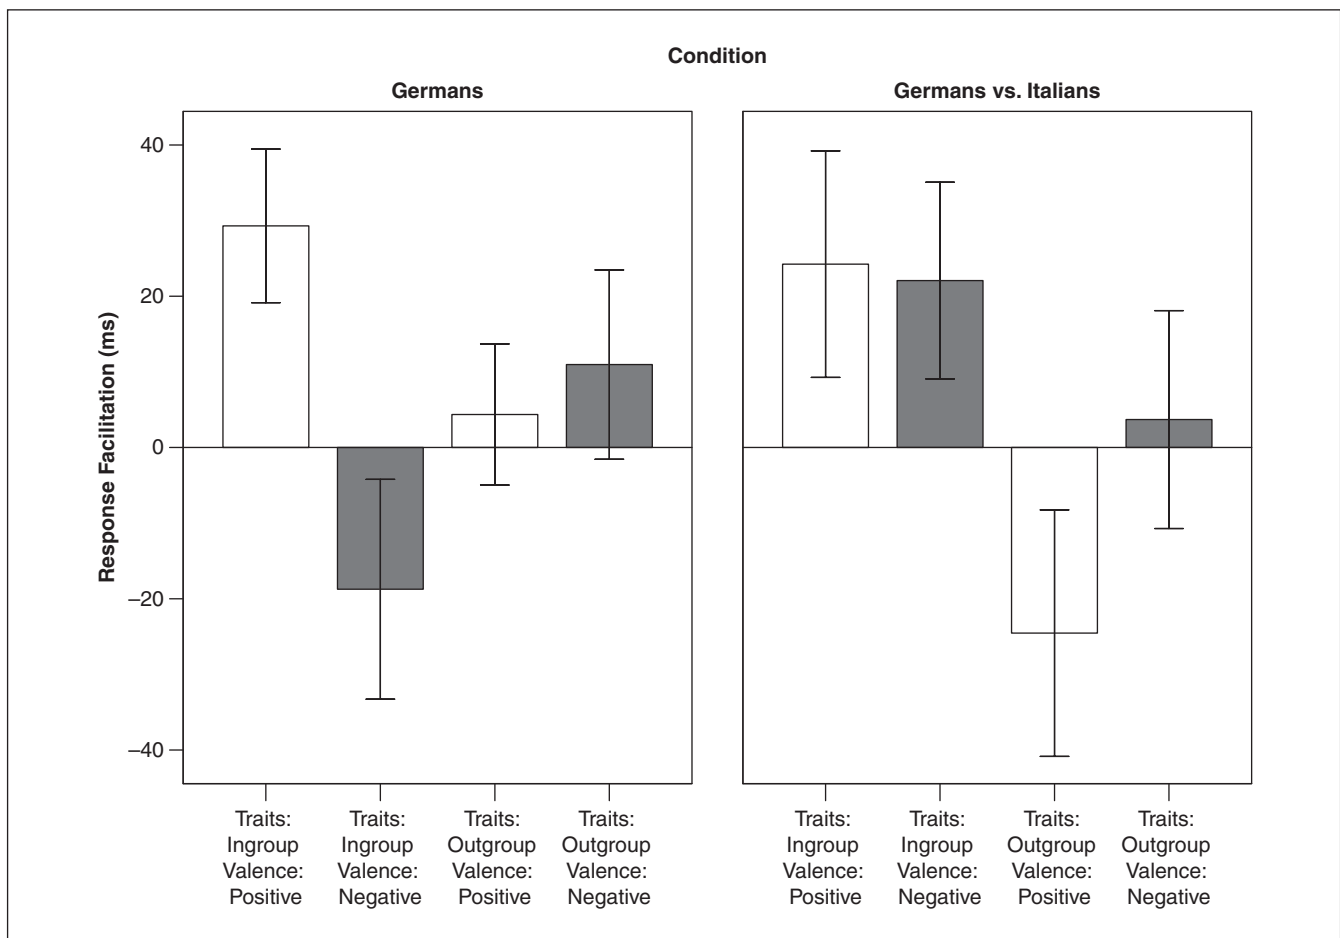 Condition
Germans
Germans vs. Italians
Response Facilitation (ms)
40
20
0
–20
–40
Traits:
Ingroup
Valence:
Positive
Traits:
Ingroup
Valence:
Negative
Traits:
Outgroup
Valence:
Positive
Traits:
Outgroup
Valence:
Negative
Traits:
Ingroup
Valence:
Positive
Traits:
Ingroup
Valence:
Negative
Traits:
Outgroup
Valence:
Positive
Traits:
Outgroup
Valence:
Negative